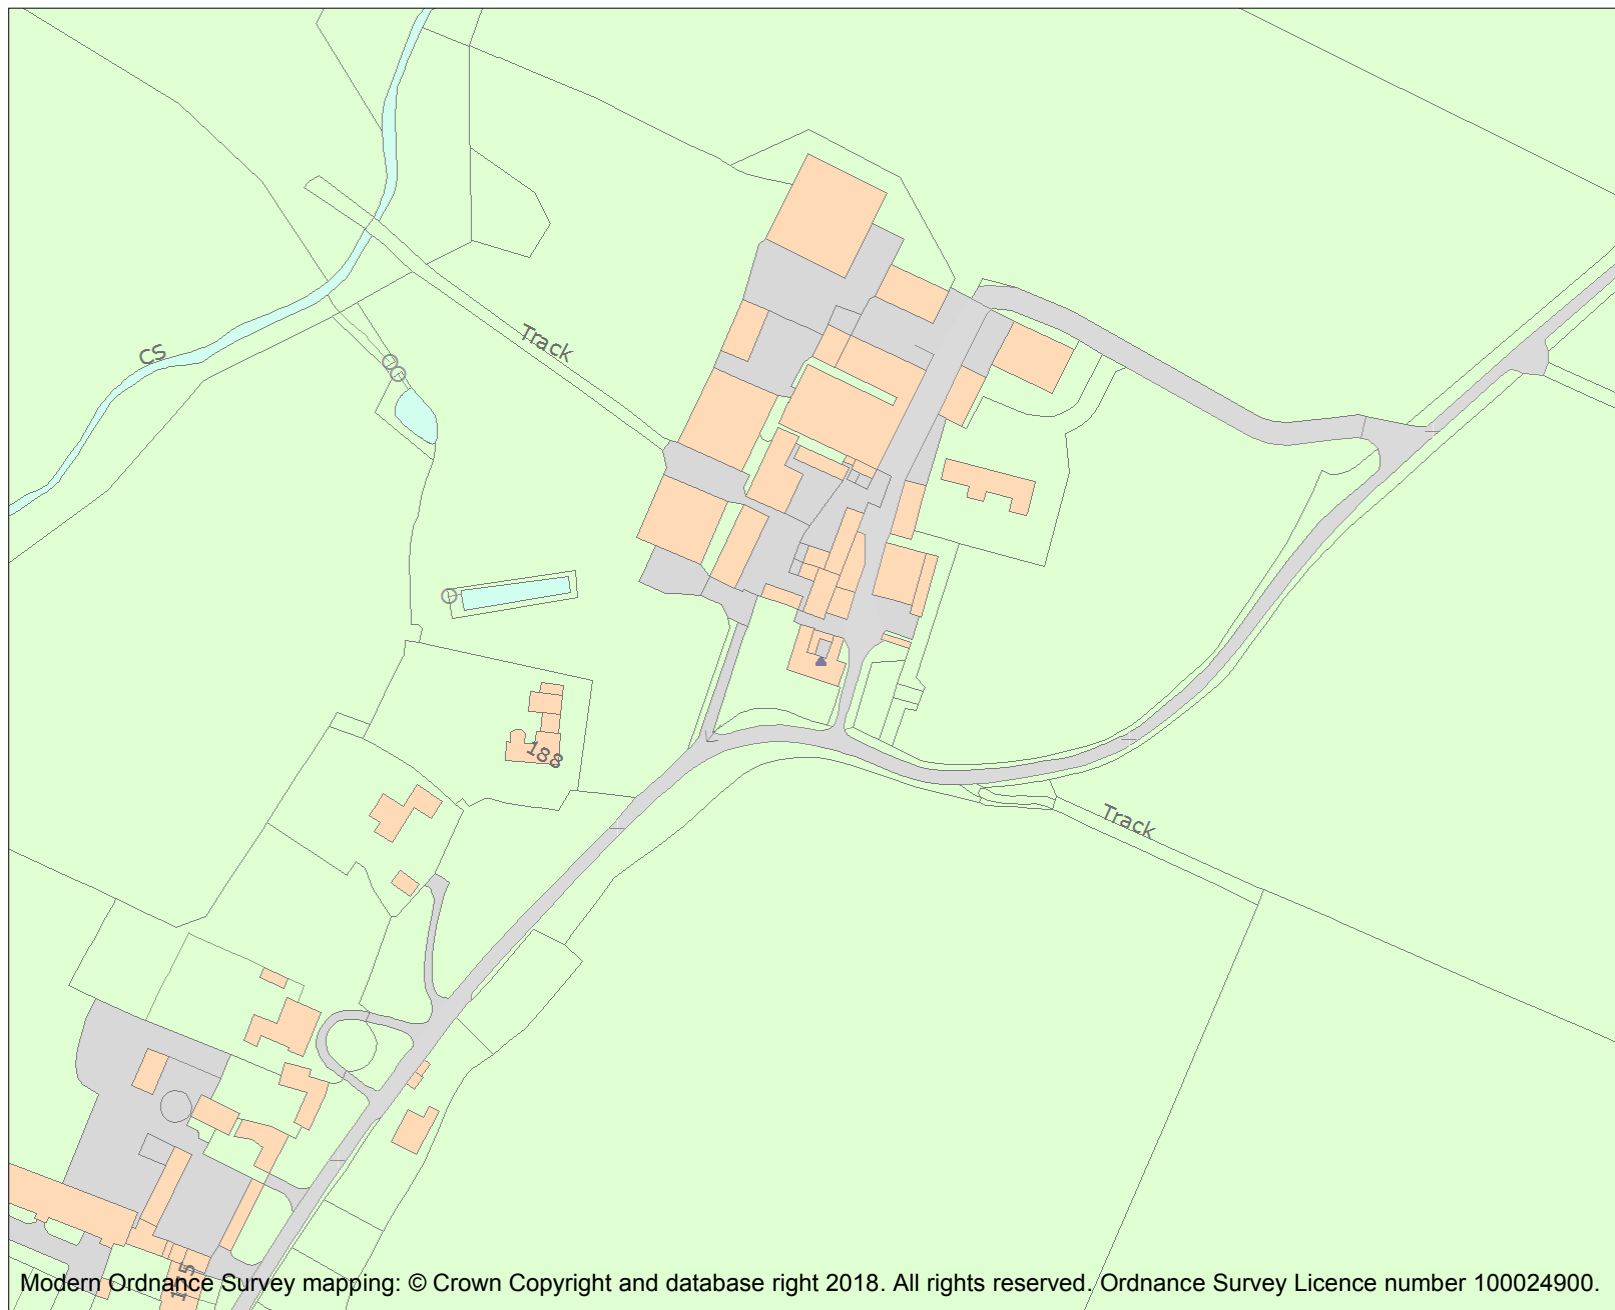 CS
Track
188
Track
Modern Ordnance Survey mapping: © Crown Copyright and database right 2018. All rights reserved. Ordnance Survey Licence number 100024900.